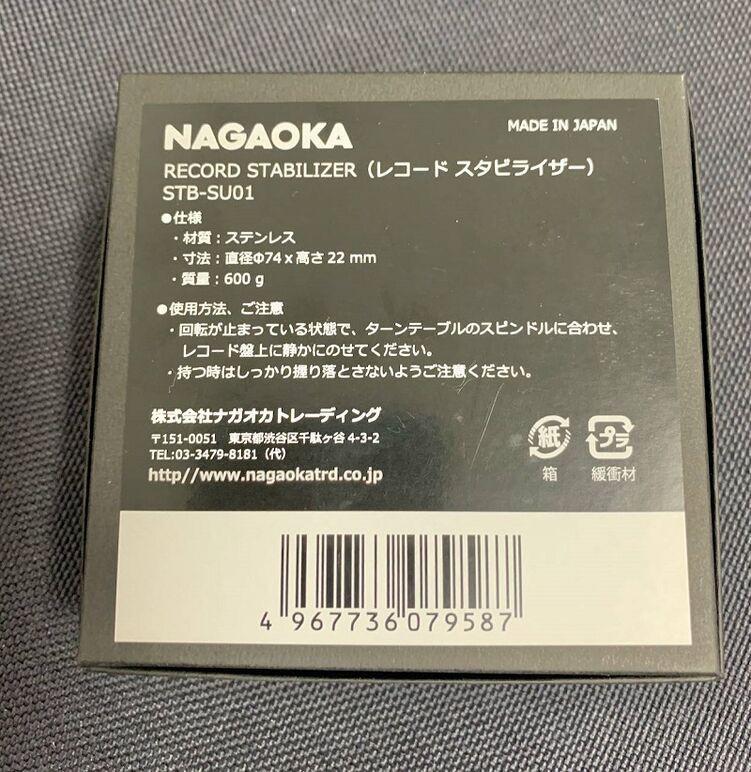 NAGAOKA
MADE IN JAPAN
RECORD STABILIZER（レコード スタビライザー）
STB-SU01
●仕様
・材質：ステンレス
・寸法：直径Φ74 x 高さ 22 mm
・質量：600 g
●使用方法、ご注意
・回転が止まっている状態で、ターンテーブルのスピンドルに合わせ、
レコード盤上に静かにのせてください。
・持つ時はしっかり握り落とさないようご注意ください。
株式会社ナガオカトレーディング
〒151-0051 東京都渋谷区千駄ヶ谷 4-3-2
TEL:03-3479-8181（代）
http//www.nagaokatrd.co.jp
紙
箱
プラ
緩衝材
4 967736 079587